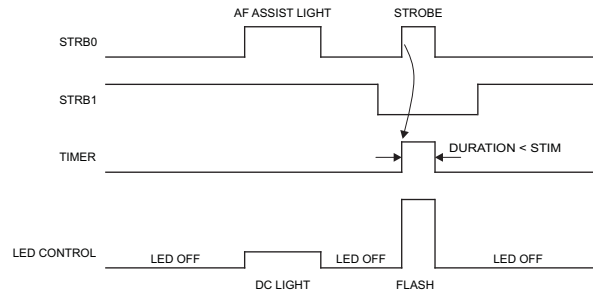 AF ASSIST LIGHT STROBE
STRB0
STRB1
TIMER
DURATION < STIM
LED CONTROL
LED OFF LED OFF LED OFF
DC LIGHT FLASH